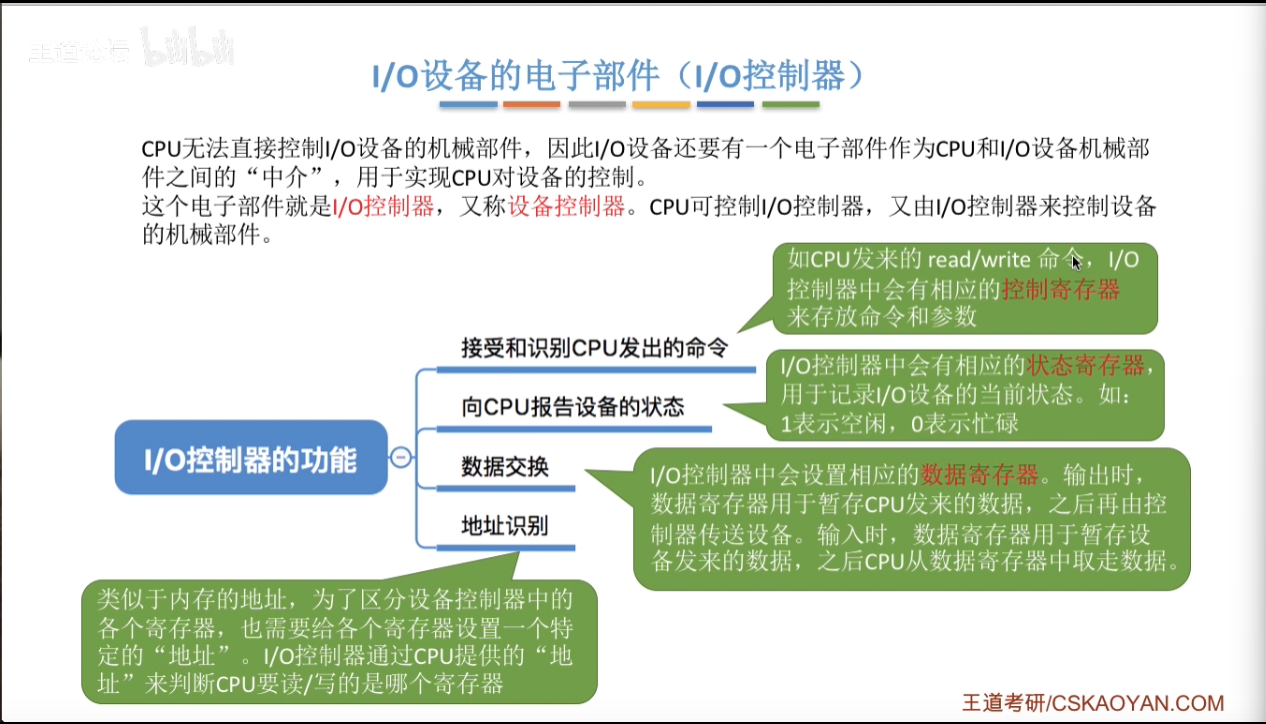 王道论坛 bilibili
I/O设备的电子部件（I/O控制器）
CPU无法直接控制I/O设备的机械部件，因此I/O设备还要有一个电子部件作为CPU和I/O设备机械部
件之间的“中介”，用于实现CPU对设备的控制。
这个电子部件就是I/O控制器，又称设备控制器。CPU可控制I/O控制器，又由I/O控制器来控制设备
的机械部件。
如CPU发来的 read/write 命令，I/O
控制器中会有相应的控制寄存器
来存放命令和参数
接受和识别CPU发出的命令
I/O控制器中会有相应的状态寄存器，
用于记录I/O设备的当前状态。如：
1表示空闲，0表示忙碌
向CPU报告设备的状态
I/O控制器的功能
数据交换
I/O控制器中会设置相应的数据寄存器。输出时，
数据寄存器用于暂存CPU发来的数据，之后再由控
制器传送设备。输入时，数据寄存器用于暂存设
备发来的数据，之后CPU从数据寄存器中取走数据。
地址识别
类似于内存的地址，为了区分设备控制器中的
各个寄存器，也需要给各个寄存器设置一个特
定的“地址”。I/O控制器通过CPU提供的“地
址”来判断CPU要读/写的是哪个寄存器
王道考研/CSKAOYAN.COM